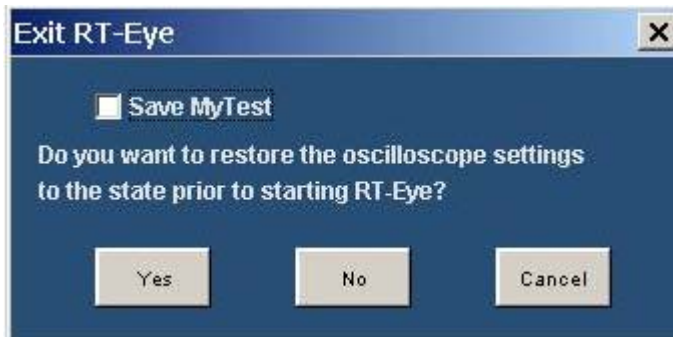 Exit RT-Eye
Save MyTest
Do you want to restore the oscilloscope settings
to the state prior to starting RT-Eye?
Yes No Cancel